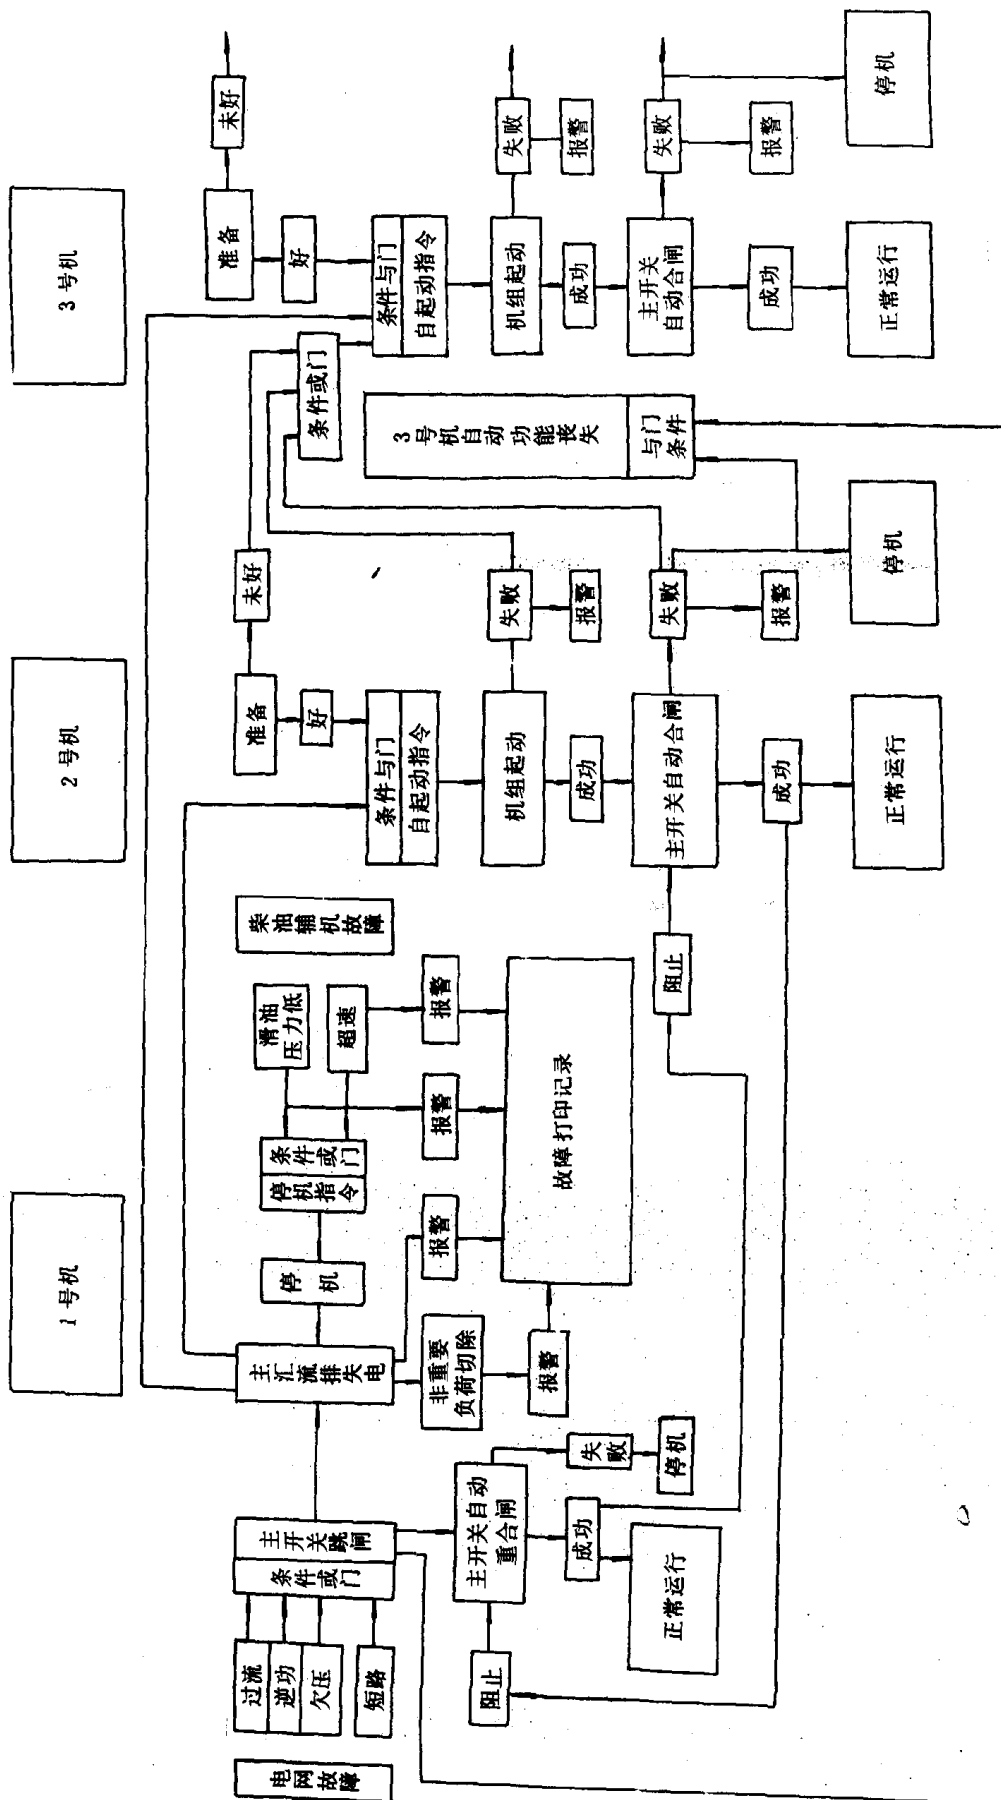 1号机
2号机
3号机
电网故障
过流
逆功
欠压
短路
条件或门
主开关跳闸
主开关自动
重合闸
阻止
成功
正常运行
失败
停机
主汇流排失电
非重要
负荷切除
报警
停机
停机指令
条件或门
滑油
压力低
超速
报警
报警
报警
故障打印记录
柴油辅机故障
准备
未好
好
条件与门
自起动指令
机组起动
失败
报警
成功
主开关自动合闸
阻止
失败
报警
停机
成功
正常运行
条件或门
3号机自动功能丧失
与门
条件
准备
未好
好
条件与门
自起动指令
机组起动
失败
报警
成功
主开关
自动合闸
失败
报警
停机
成功
正常运行